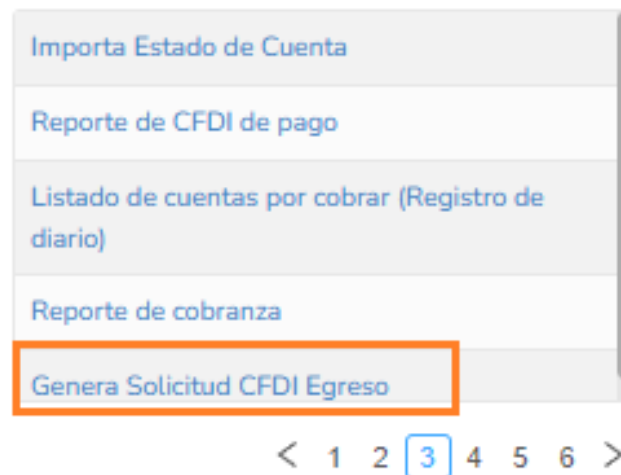 Importa Estado de Cuenta
Reporte de CFDI de pago
Listado de cuentas por cobrar (Registro de
diario)
Reporte de cobranza
Genera Solicitud CFDI Egreso
< 1 2 3 4 5 6 >